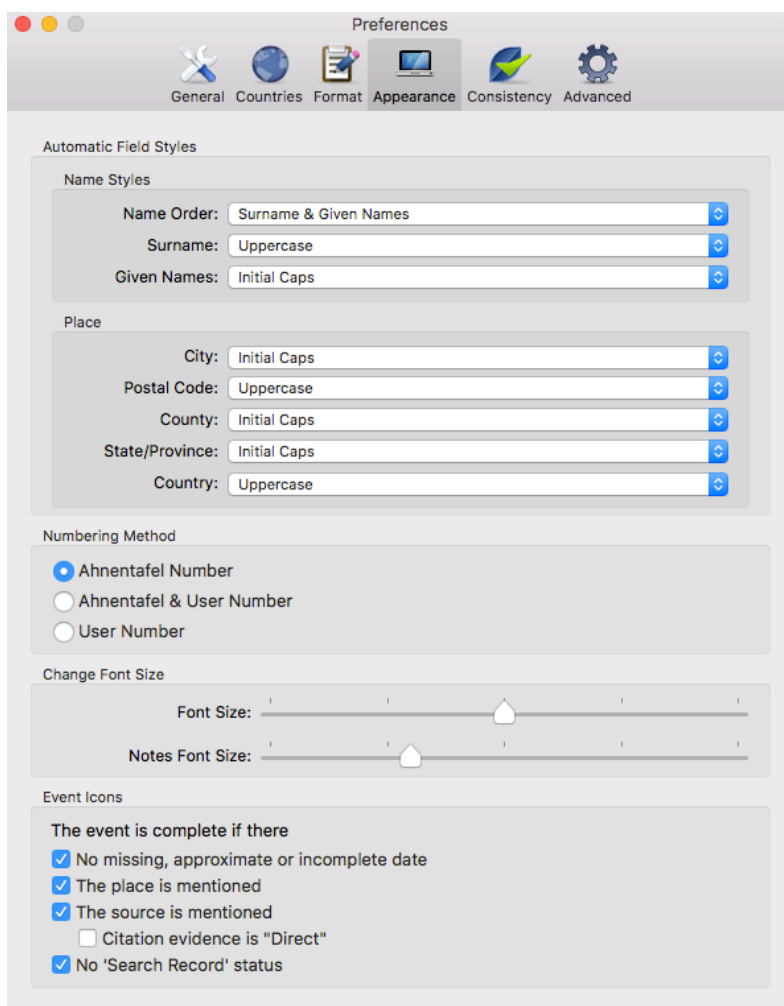 Preferences
General Countries Format Appearance Consistency Advanced
Automatic Field Styles
Name Styles
Name Order: Surname & Given Names
Surname: Uppercase
Given Names: Initial Caps
Place
City: Initial Caps
Postal Code: Uppercase
County: Initial Caps
State/Province: Initial Caps
Country: Uppercase
Numbering Method
Ahnentafel Number
Ahnentafel & User Number
User Number
Change Font Size
Font Size:
Notes Font Size:
Event Icons
The event is complete if there
No missing, approximate or incomplete date
The place is mentioned
The source is mentioned
Citation evidence is "Direct"
No 'Search Record' status